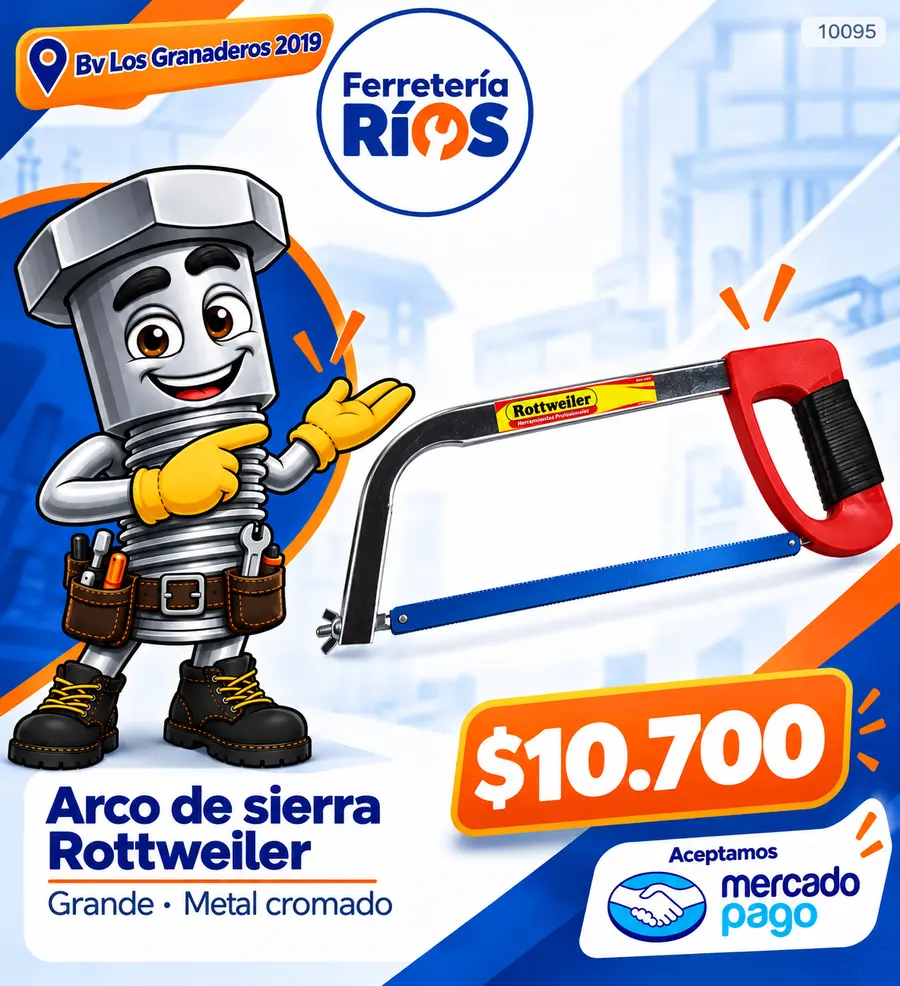 Bv Los Granaderos 2019
Ferretería
Ríos
10095
Rottweiler
Herramientas Profesionales
$10.700
Arco de sierra
Rottweiler
Grande • Metal cromado
Aceptamos
mercado
pago